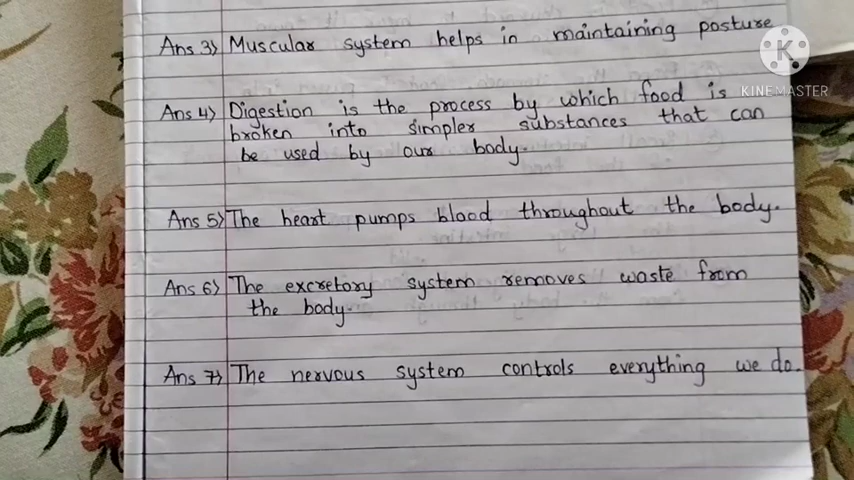 Ans 3) Muscular system helps in maintaining posture
KINEMASTER
Ans 4) Digestion is the process by which food is
broken into simpler substances that can
be used by our body.
Ans 5) The heart pumps blood throughout the body.
Ans 6) The excretory system removes waste from
the body.
Ans 7) The nervous system controls everything we do.